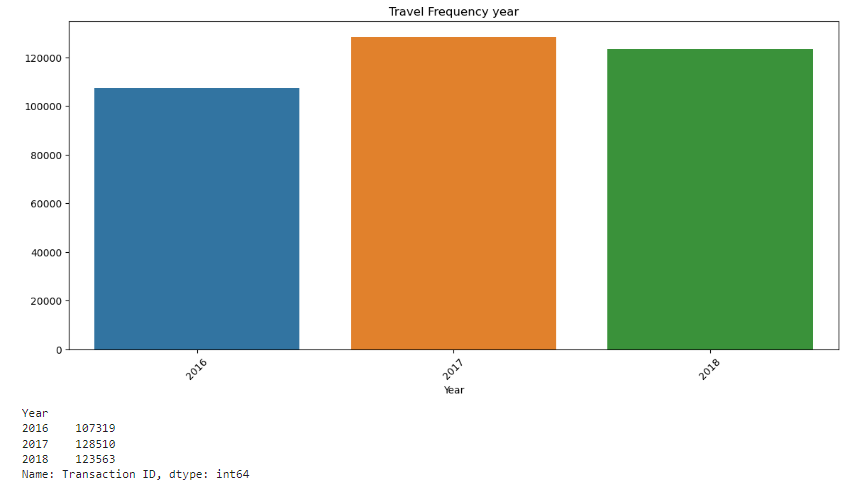 Travel Frequency year
120000
100000
80000
60000
40000
20000
0
2016 2017 2018
Year
Year
2016    107319
2017    128510
2018    123563
Name: Transaction ID, dtype: int64